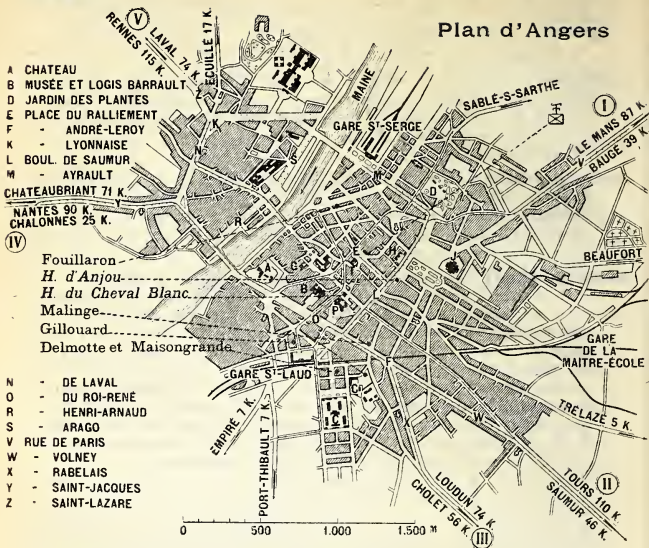 Plan d'Angers
A CHATEAU
B MUSÉE ET LOGIS BARRAULT
D JARDIN DES PLANTES
E PLACE DU RALLIEMENT
F - ANDRÉ-LEROY
K - LYONNAISE
L BOUL. DE SAUMUR
M - AYRAULT
CHATEAUBRIANT 71 K.
NANTES 90 K.
CHALONNES 25 K.
IV
Fouillaron
H. d'Anjou
H. du Cheval Blanc
Malinge
Gillouard
Delmotte et Maisongrande
N - DE LAVAL
O - DU ROI-RENÉ
R - HENRI-ARNAUD
S - ARAGO
V RUE DE PARIS
W - VOLNEY
X - RABELAIS
Y - SAINT-JACQUES
Z - SAINT-LAZARE
V
LAVAL 74 K.
RENNES 115 K.
ECUILLÉ 17 K.
MAINE
GARE ST-SERGE
SABLÉ-S-SARTHE
I
LE MANS 87 K.
BAUGÉ 39 K.
BEAUFORT
GARE
DE LA
MAITRE-ÉCOLE
TRÉLAZÉ 5 K.
GARE ST-LAUD
EMPIRÉ 7 K.
PORT-THIBAULT 7 K.
TOURS 110 K.
SAUMUR 46 K.
II
LOUDUN 74 K.
CHOLET 56 K.
III
Z
K
N
Y
S
R
M
D
E
J
F
A
G
B
L
P
O
F
X
W
C
0 500 1.000 1.500 M